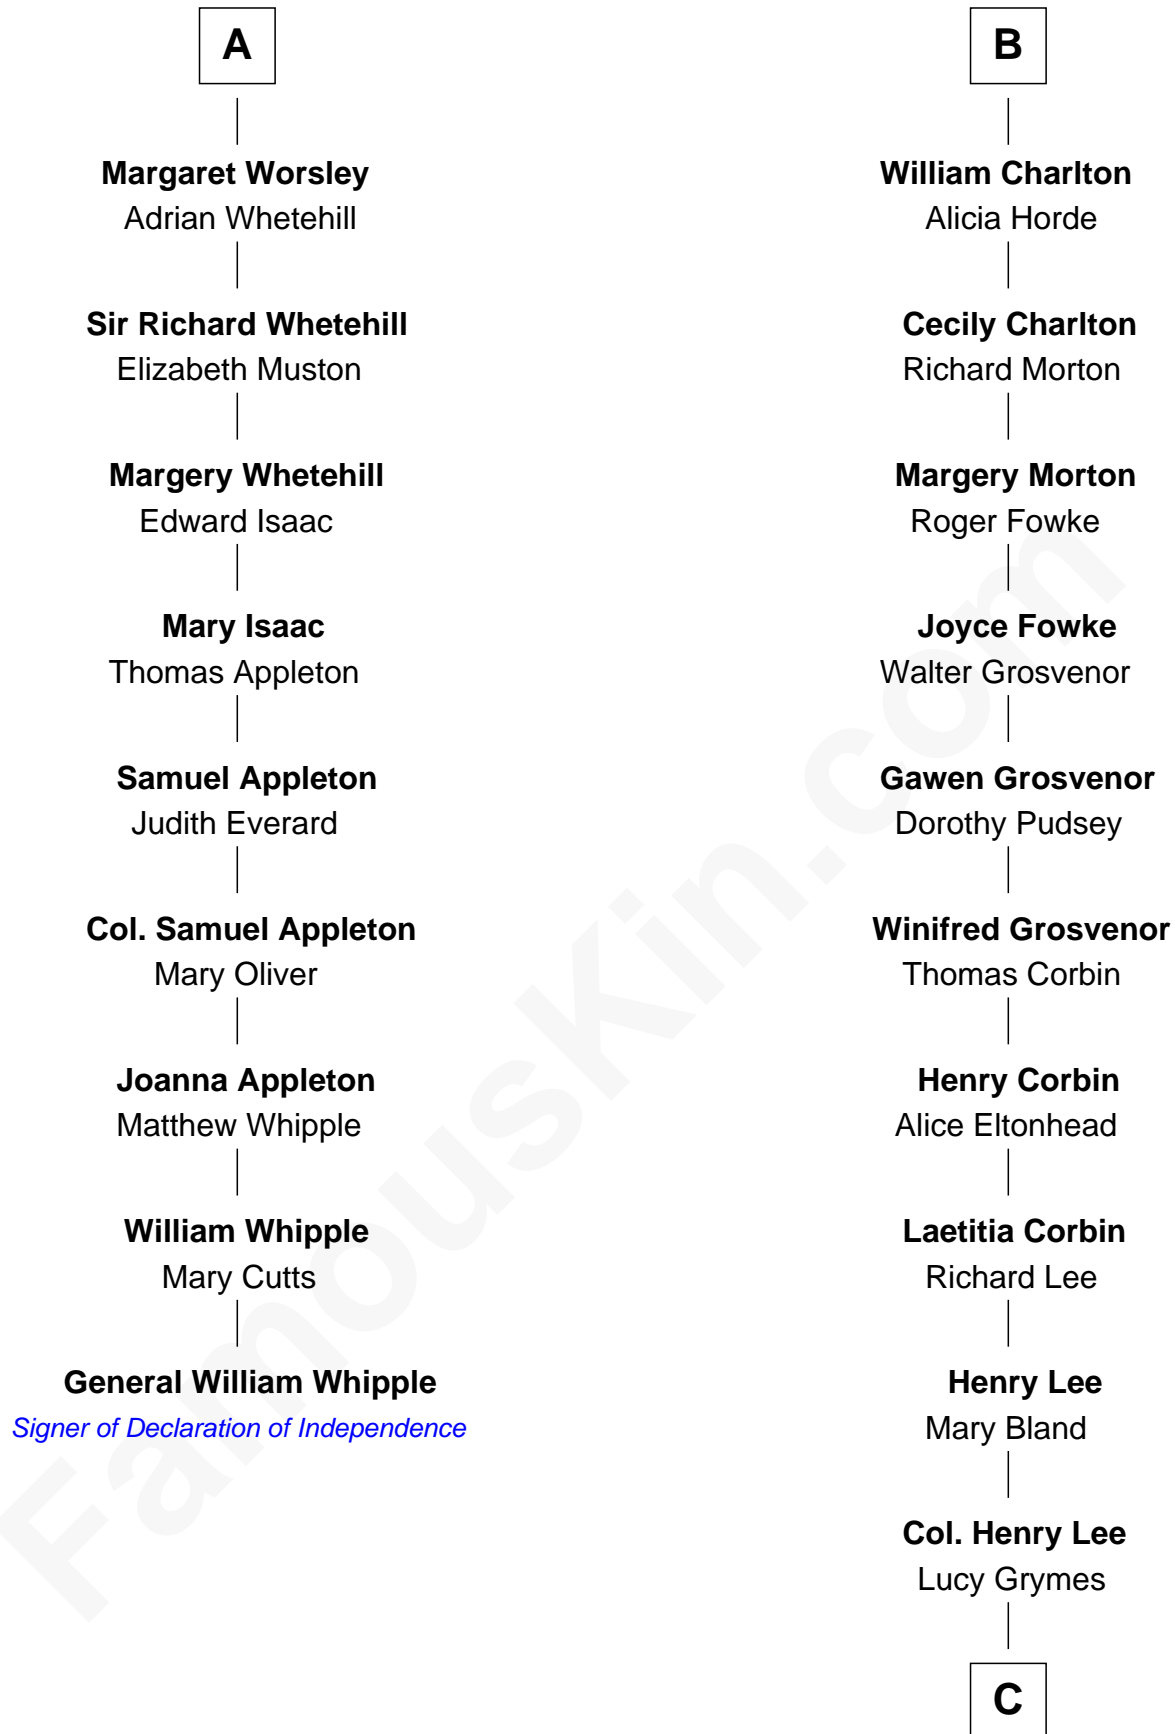 A
Margaret Worsley
Adrian Whetehill
Sir Richard Whetehill
Elizabeth Muston
Margery Whetehill
Edward Isaac
Mary Isaac
Thomas Appleton
Samuel Appleton
Judith Everard
Col. Samuel Appleton
Mary Oliver
Joanna Appleton
Matthew Whipple
William Whipple
Mary Cutts
General William Whipple
Signer of Declaration of Independence
B
William Charlton
Alicia Horde
Cecily Charlton
Richard Morton
Margery Morton
Roger Fowke
Joyce Fowke
Walter Grosvenor
Gawen Grosvenor
Dorothy Pudsey
Winifred Grosvenor
Thomas Corbin
Henry Corbin
Alice Eltonhead
Laetitia Corbin
Richard Lee
Henry Lee
Mary Bland
Col. Henry Lee
Lucy Grymes
C
FamousKin.com